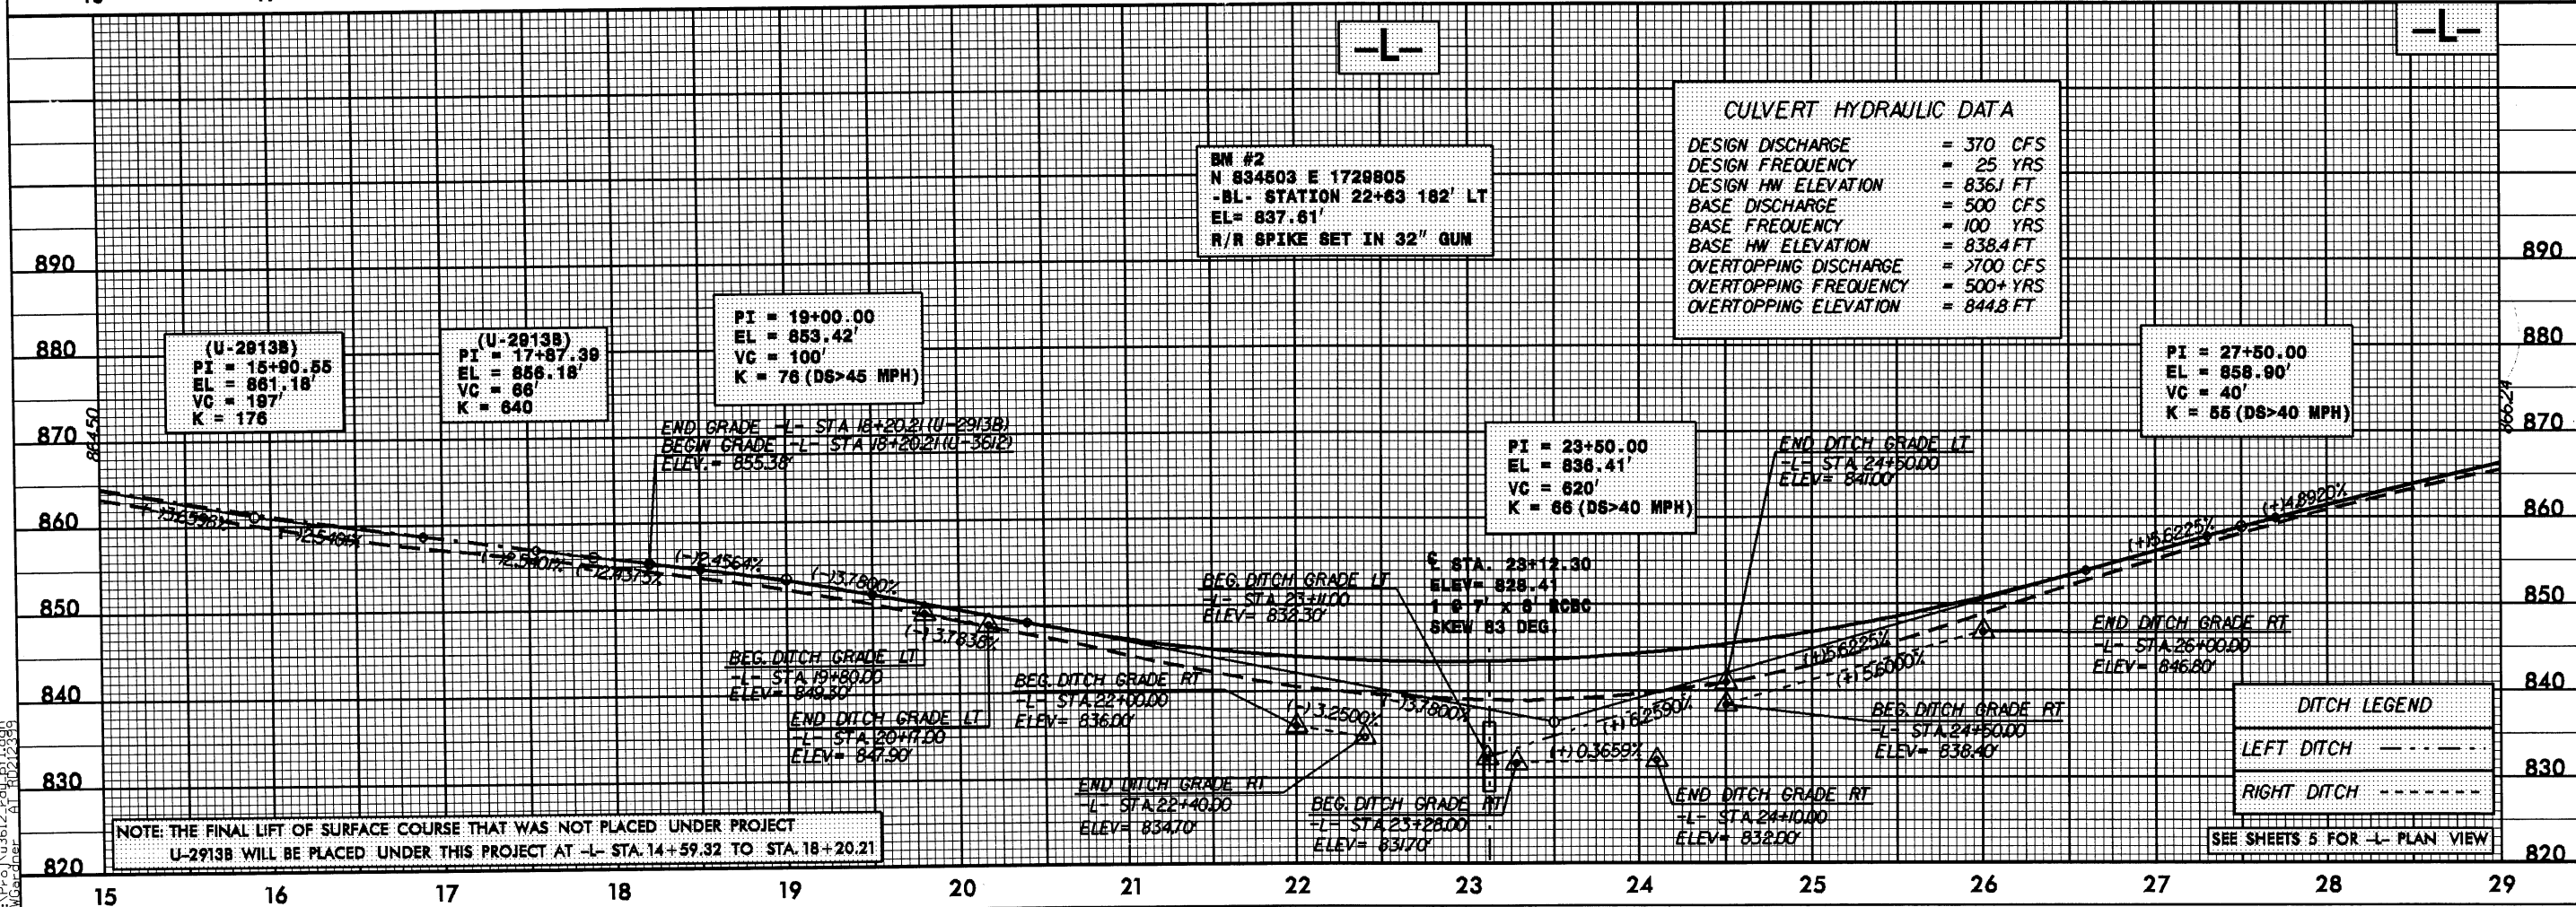 -L-
-L-
CULVERT HYDRAULIC DATA
DESIGN DISCHARGE = 370 CFS
DESIGN FREQUENCY = 25 YRS
DESIGN HW ELEVATION = 836.1 FT
BASE DISCHARGE = 500 CFS
BASE FREQUENCY = 100 YRS
BASE HW ELEVATION = 838.4 FT
OVERTOPPING DISCHARGE = >700 CFS
OVERTOPPING FREQUENCY = 500+ YRS
OVERTOPPING ELEVATION = 844.8 FT
BM #2
N 834503 E 1729805
-BL- STATION 22+63 182' LT
EL= 837.61'
R/R SPIKE SET IN 32" GUM
890
890
(U-2913B)
PI = 15+90.55
EL = 861.18'
VC = 197'
K = 176
(U-2913B)
PI = 17+87.39
EL = 856.18'
VC = 66'
K = 640
PI = 19+00.00
EL = 853.42'
VC = 100'
K = 76 (DS>45 MPH)
880
880
PI = 27+50.00
EL = 858.90'
VC = 40'
K = 55 (DS>40 MPH)
864.50
866.24
870
870
END GRADE -L- STA 18+20.21 (U-2913B)
BEGIN GRADE -L- STA 18+20.21 (U-3612)
ELEV. = 855.38'
PI = 23+50.00
EL = 836.41'
VC = 620'
K = 66 (DS>40 MPH)
END DITCH GRADE LT
-L- STA. 24+50.00
ELEV= 841.00'
860
860
(-)3.6598%
(-)2.5401%
(-)2.5401%
(-)2.4375%
(-)2.4564%
(-)3.7800%
(+)5.6225%
(+)4.8920%
BEG. DITCH GRADE LT
-L- STA. 23+11.00
ELEV= 832.30'
℄ STA. 23+12.30
ELEV= 828.41
1 @ 7' X 8' RCBC
SKEW 83 DEG.
850
850
(-)3.7838%
BEG. DITCH GRADE LT
-L- STA. 19+80.00
ELEV= 849.30'
END DITCH GRADE RT
-L- STA. 26+00.00
ELEV= 846.80'
(+)5.6225%
(+)5.6000%
840
840
BEG. DITCH GRADE RT
-L- STA. 22+00.00
ELEV= 836.00'
(-)3.2500%
(-)3.7800%
(+)6.2590%
END DITCH GRADE LT
-L- STA. 20+17.00
ELEV= 847.90'
BEG. DITCH GRADE RT
-L- STA. 24+50.00
ELEV= 838.40'
(+)0.3659%
DITCH LEGEND
LEFT DITCH
RIGHT DITCH
830
830
END DITCH GRADE RT
-L- STA. 22+40.00
ELEV= 834.70'
BEG. DITCH GRADE RT
-L- STA. 23+28.00
ELEV= 831.70'
END DITCH GRADE RT
-L- STA. 24+10.00
ELEV= 832.00'
NOTE: THE FINAL LIFT OF SURFACE COURSE THAT WAS NOT PLACED UNDER PROJECT
U-2913B WILL BE PLACED UNDER THIS PROJECT AT -L- STA. 14+59.32 TO STA. 18+20.21
SEE SHEETS 5 FOR -L- PLAN VIEW
820
820
15 16 17 18 19 20 21 22 23 24 25 26 27 28 29